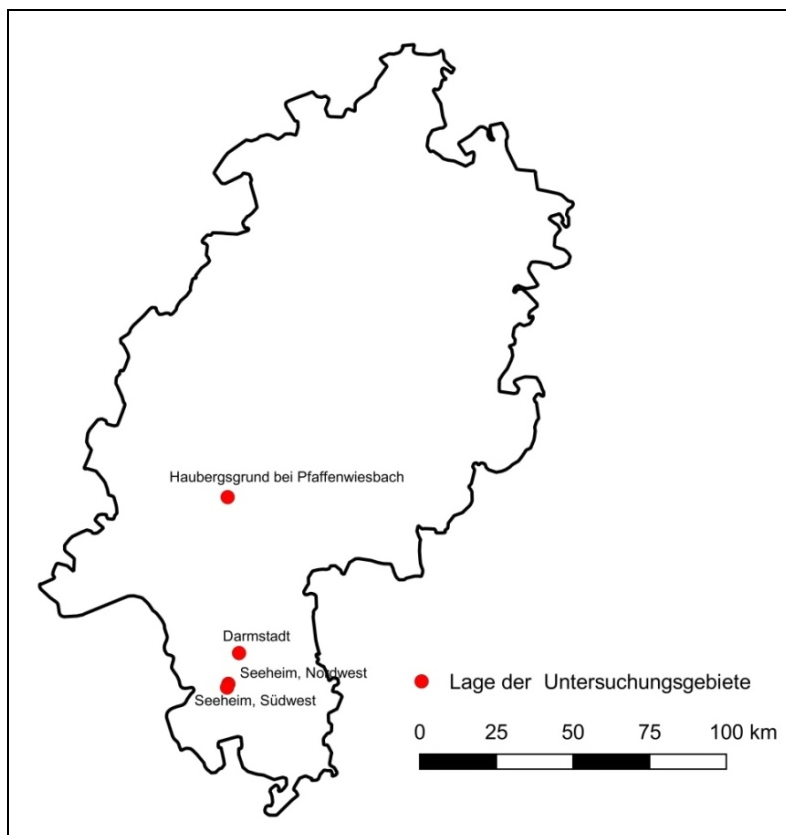 Haubergsgrund bei Pfaffenwiesbach
Darmstadt
Seeheim, Nordwest
Seeheim, Südwest
Lage der Untersuchungsgebiete
0 25 50 75 100 km